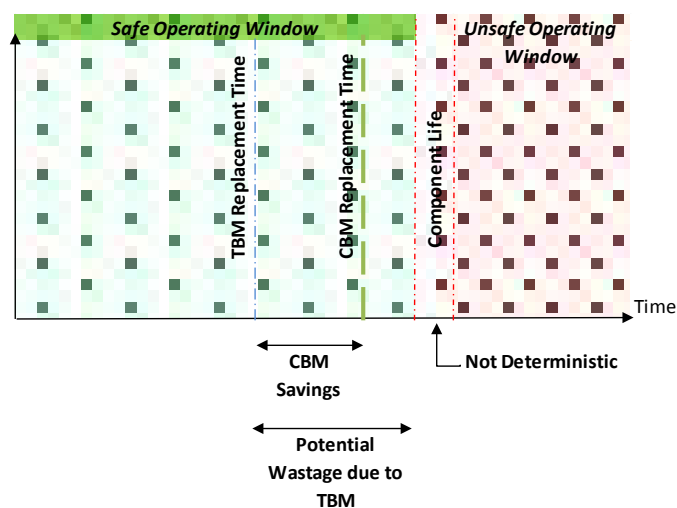 Safe Operating Window
Unsafe Operating
Window
TBM Replacement Time
CBM Replacement Time
Component Life
Time
CBM
Savings
Not Deterministic
Potential
Wastage due to
TBM